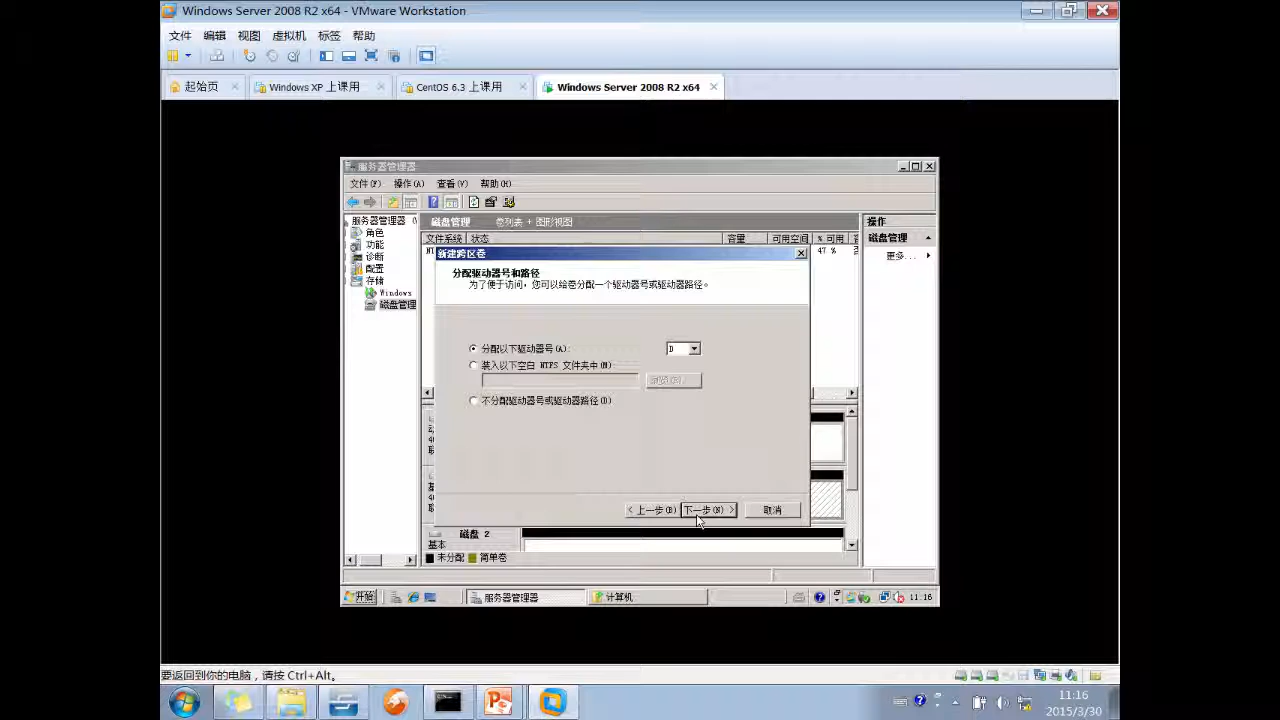 Windows Server 2008 R2 x64 - VMware Workstation
文件 编辑 查看 虚拟机 标签 帮助
起始页 Windows XP 上课用 CentOS 6.3 上课用 Windows Server 2008 R2 x64
服务器管理器
文件(F) 操作(A) 查看(V) 帮助(H)
服务器管理器 磁盘管理 卷列表 + 图形视图 操作
角色 文件系统 状态 容量 可用空间 % 可用 磁盘管理
功能 47 % 更多...
诊断
配置
存储
Windows
磁盘管理
新建跨区卷
分配驱动器号和路径
为了便于访问，您可以给卷分配一个驱动器号或驱动器路径。
分配以下驱动器号(A): D
装入以下空白 NTFS 文件夹中(M):
浏览(R)...
不分配驱动器号或驱动器路径(D)
< 上一步(B) 下一步(N) > 取消
磁盘 2
基本
未分配 简单卷
开始 服务器管理器 计算机 11:16
要返回到你的电脑，请按 Ctrl+Alt。
11:16
2015/3/30